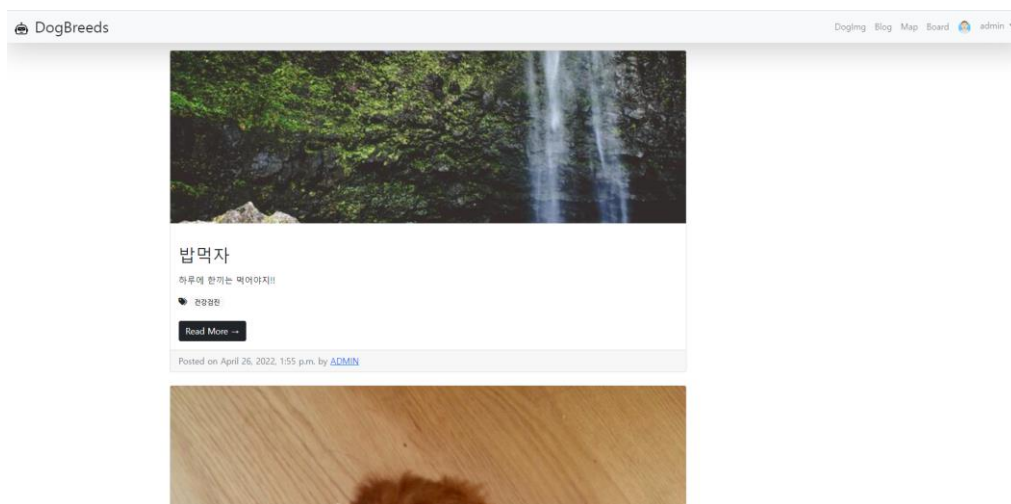 DogBreeds
DogImg Blog Map Board admin
밥먹자
하루에 한끼는 먹어야지!!
건강검진
Read More →
Posted on April 26, 2022, 1:55 p.m. by ADMIN